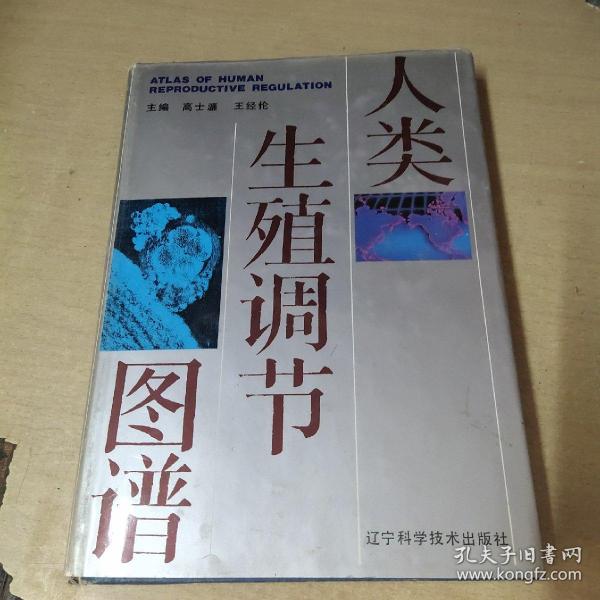 ATLAS OF HUMAN
REPRODUCTIVE REGULATION
主编 高士濂 王经伦
人类
生殖调节
图谱
辽宁科学技术出版社
孔夫子旧书网
www.kongfz.com